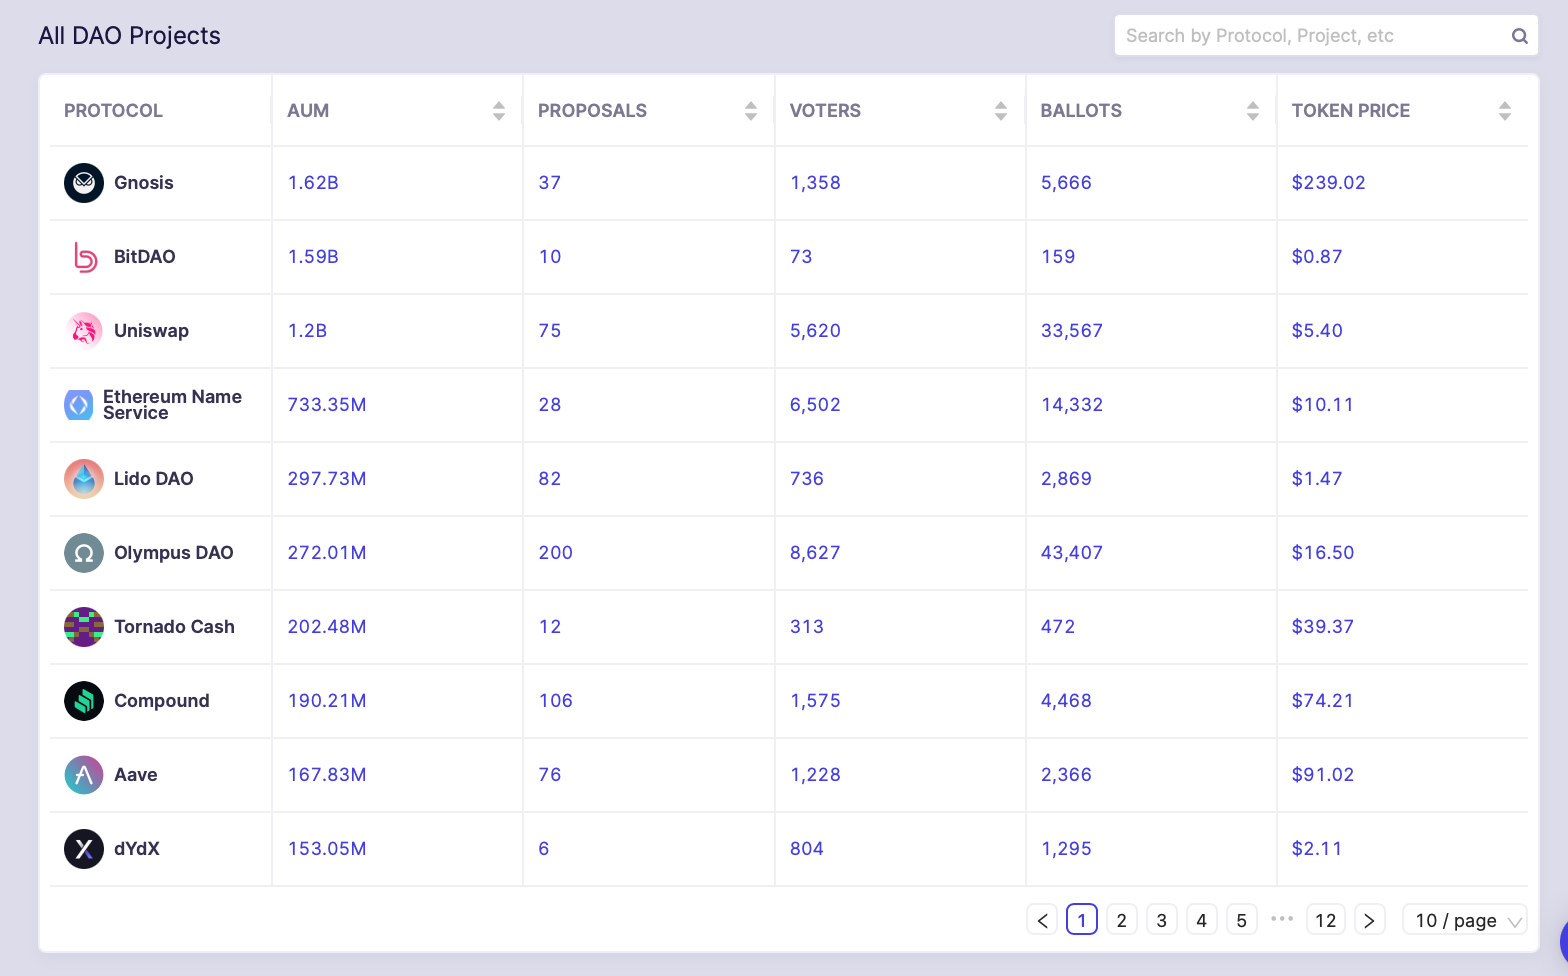 All DAO Projects
Search by Protocol, Project, etc
PROTOCOL AUM PROPOSALS VOTERS BALLOTS TOKEN PRICE
Gnosis 1.62B 37 1,358 5,666 $239.02
BitDAO 1.59B 10 73 159 $0.87
Uniswap 1.2B 75 5,620 33,567 $5.40
Ethereum Name
Service 733.35M 28 6,502 14,332 $10.11
Lido DAO 297.73M 82 736 2,869 $1.47
Olympus DAO 272.01M 200 8,627 43,407 $16.50
Tornado Cash 202.48M 12 313 472 $39.37
Compound 190.21M 106 1,575 4,468 $74.21
Aave 167.83M 76 1,228 2,366 $91.02
dYdX 153.05M 6 804 1,295 $2.11
< 1 2 3 4 5 ••• 12 > 10 / page